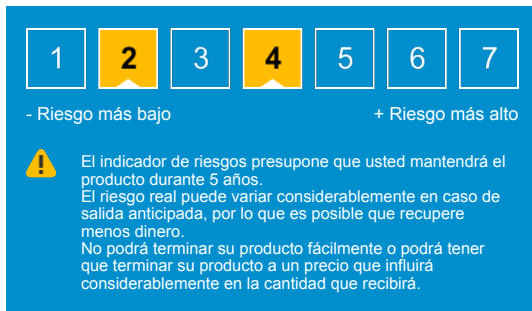 1 2 3 4 5 6 7
- Riesgo más bajo + Riesgo más alto
El indicador de riesgos presupone que usted mantendrá el
producto durante 5 años.
El riesgo real puede variar considerablemente en caso de
salida anticipada, por lo que es posible que recupere
menos dinero.
No podrá terminar su producto fácilmente o podrá tener
que terminar su producto a un precio que influirá
considerablemente en la cantidad que recibirá.